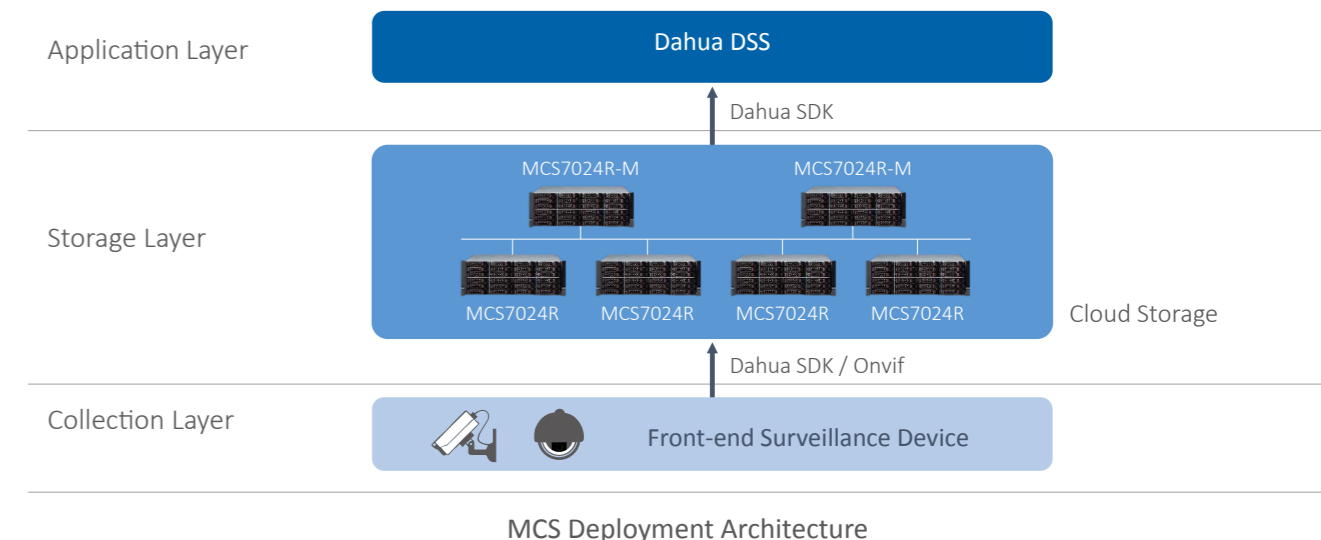 Application Layer
Dahua DSS
Dahua SDK
MCS7024R-M MCS7024R-M
Storage Layer
MCS7024R MCS7024R MCS7024R MCS7024R
Cloud Storage
Dahua SDK / Onvif
Collection Layer
Front-end Surveillance Device
MCS Deployment Architecture